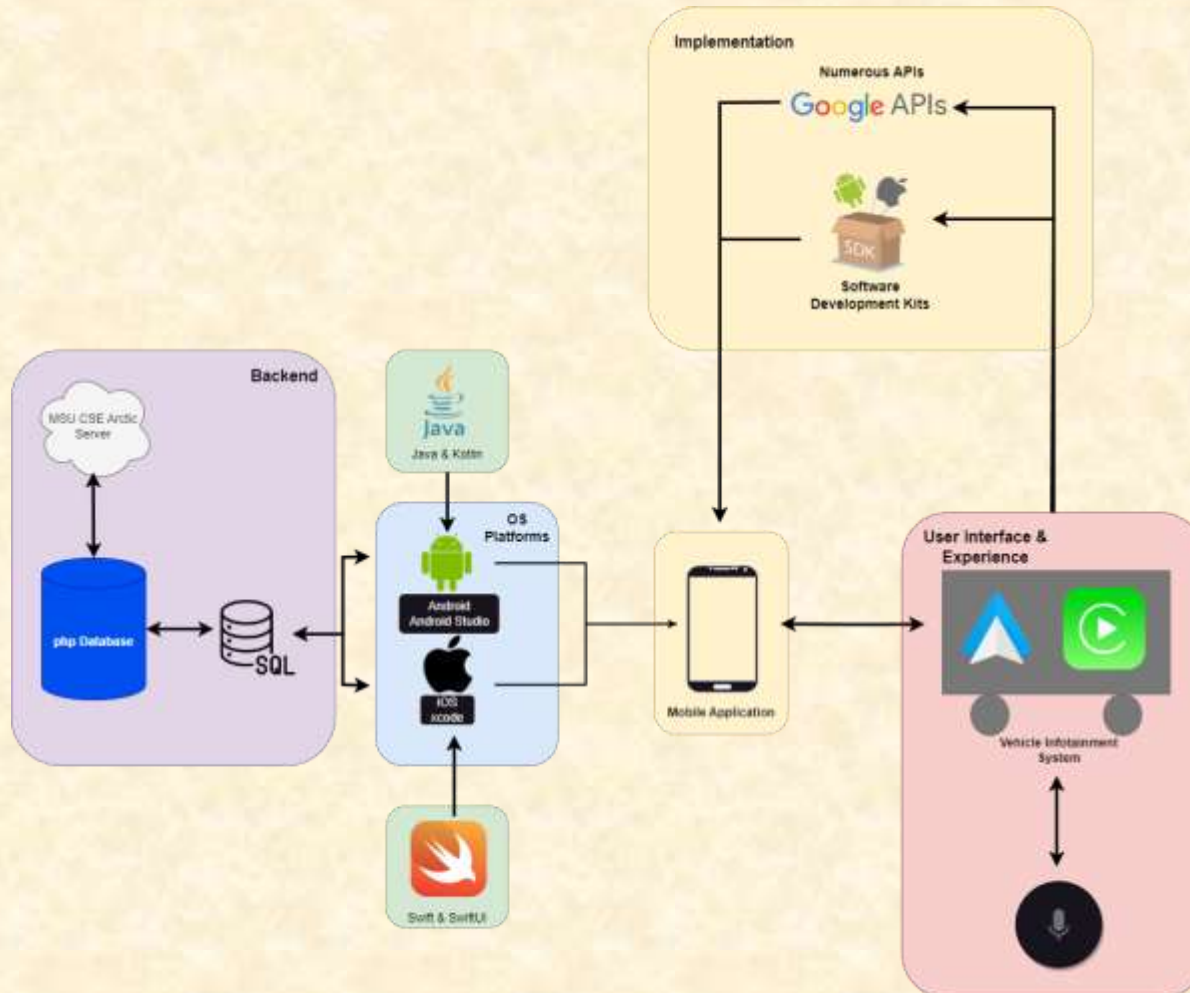 Implementation
Numerous APIs
Google APIs
SDK
Software
Development Kits
Backend
MSU CSE Arctic
Server
php Database
SQL
Java
Java & Kotlin
OS
Platforms
Android
Android Studio
iOS
xcode
Swift & SwiftUI
Mobile Application
User Interface &
Experience
Vehicle Infotainment
System